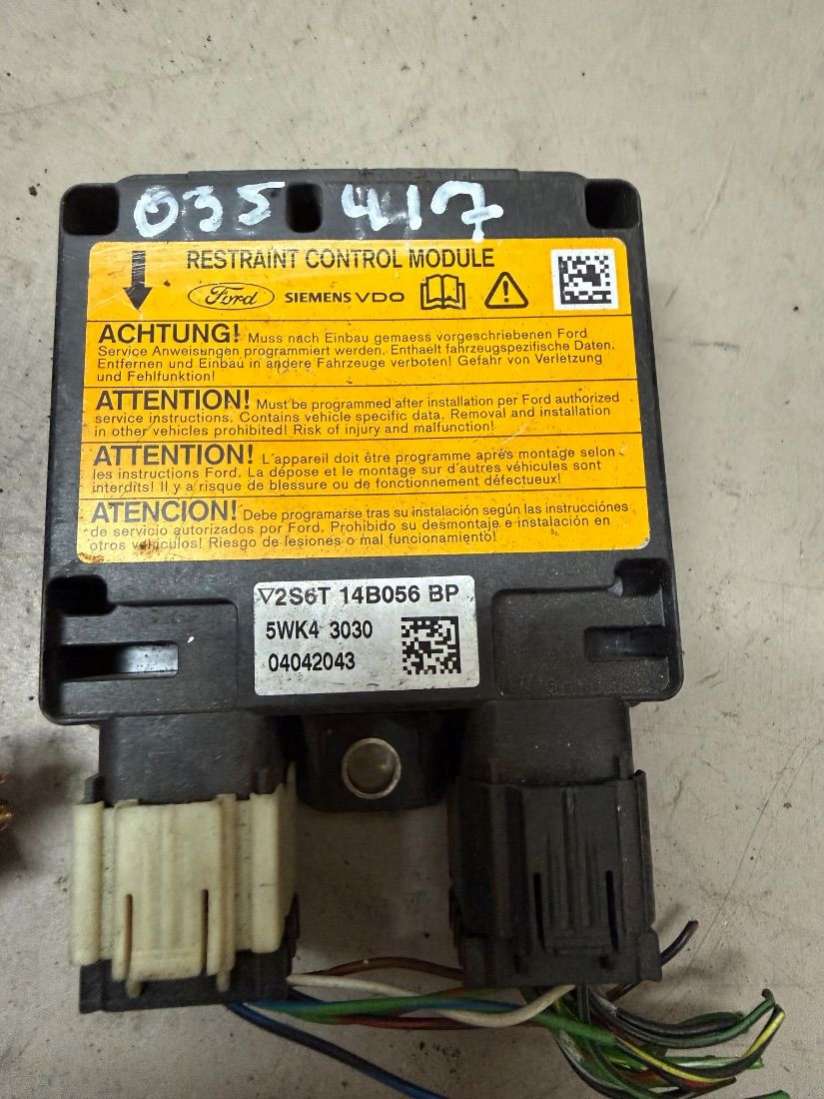 035 417
RESTRAINT CONTROL MODULE
Ford SIEMENS VDO
ACHTUNG! Muss nach Einbau gemaess vorgeschriebenen Ford
Service Anweisungen programmiert werden. Enthaelt fahrzeugspezifische Daten.
Entfernen und Einbau in andere Fahrzeuge verboten! Gefahr von Verletzung
und Fehlfunktion!
ATTENTION! Must be programmed after installation per Ford authorized
service instructions. Contains vehicle specific data. Removal and installation
in other vehicles prohibited! Risk of injury and malfunction!
ATTENTION! L'appareil doit être programme après montage selon
les instructions Ford. La dépose et le montage sur d'autres véhicules sont
interdits! Il y a risque de blessure ou de fonctionnement défectueux!
ATENCION! Debe programarse tras su instalación según las instrucciónes
de servicio autorizados por Ford. Prohibido su desmontaje e instalación en
otros vehículos! Riesgo de lesiones o mal funcionamiento!
▽2S6T 14B056 BP
5WK4 3030
04042043